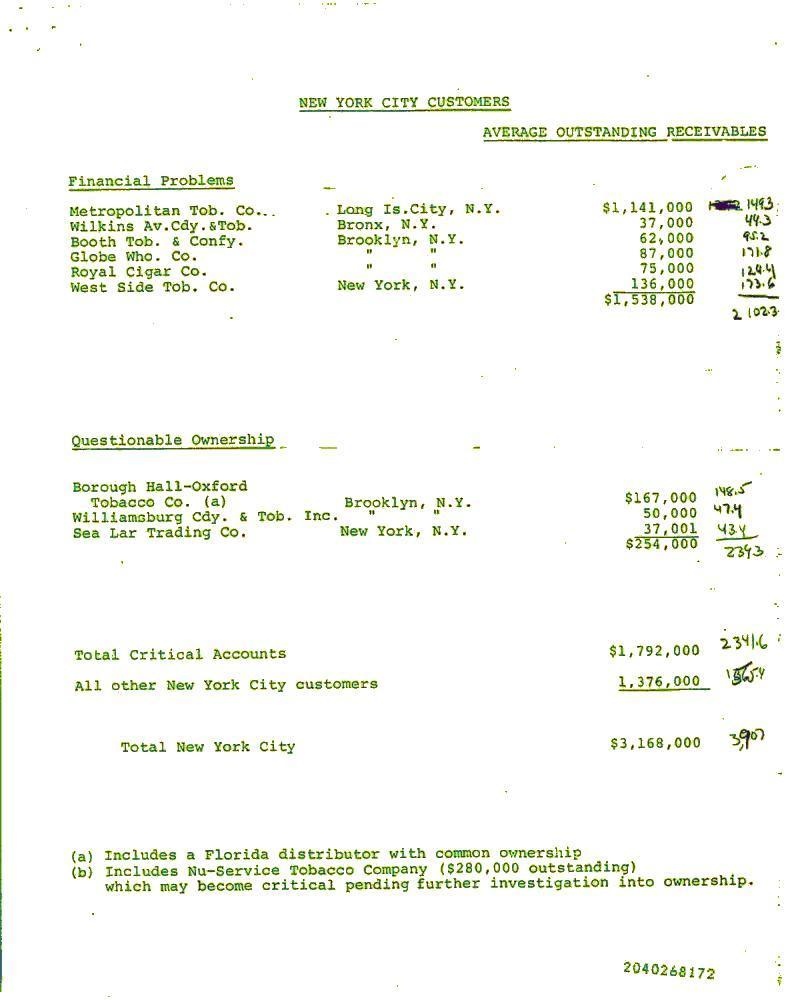 NEW YORK CITY CUSTOMERS
AVERAGE OUTSTANDING RECEIVABLES
Financial Problems
Metropolitan Tob. Co... Long Is.City, N.Y. $1,141,000 1493
Wilkins Av.Cdy.&Tob. Bronx, N.Y. 37,000 44.3
Booth Tob. & Confy. Brooklyn, N.Y. 62,000 95.2
Globe Who. Co. " " 87,000 171.8
Royal Cigar Co. " " 75,000 124.4
West Side Tob. Co. New York, N.Y. 136,000 173.6
$1,538,000
2102.3
Questionable Ownership
Borough Hall-Oxford
Tobacco Co. (a) Brooklyn, N.Y. $167,000 148.5
Williamsburg Cdy. & Tob. Inc. " " 50,000 47.4
Sea Lar Trading Co. New York, N.Y. 37,001 43.4
$254,000 239.3
Total Critical Accounts $1,792,000 2341.6
All other New York City customers 1,376,000
Total New York City $3,168,000 3,907
(a) Includes a Florida distributor with common ownership
(b) Includes Nu-Service Tobacco Company ($280,000 outstanding)
which may become critical pending further investigation into ownership.
2040268172